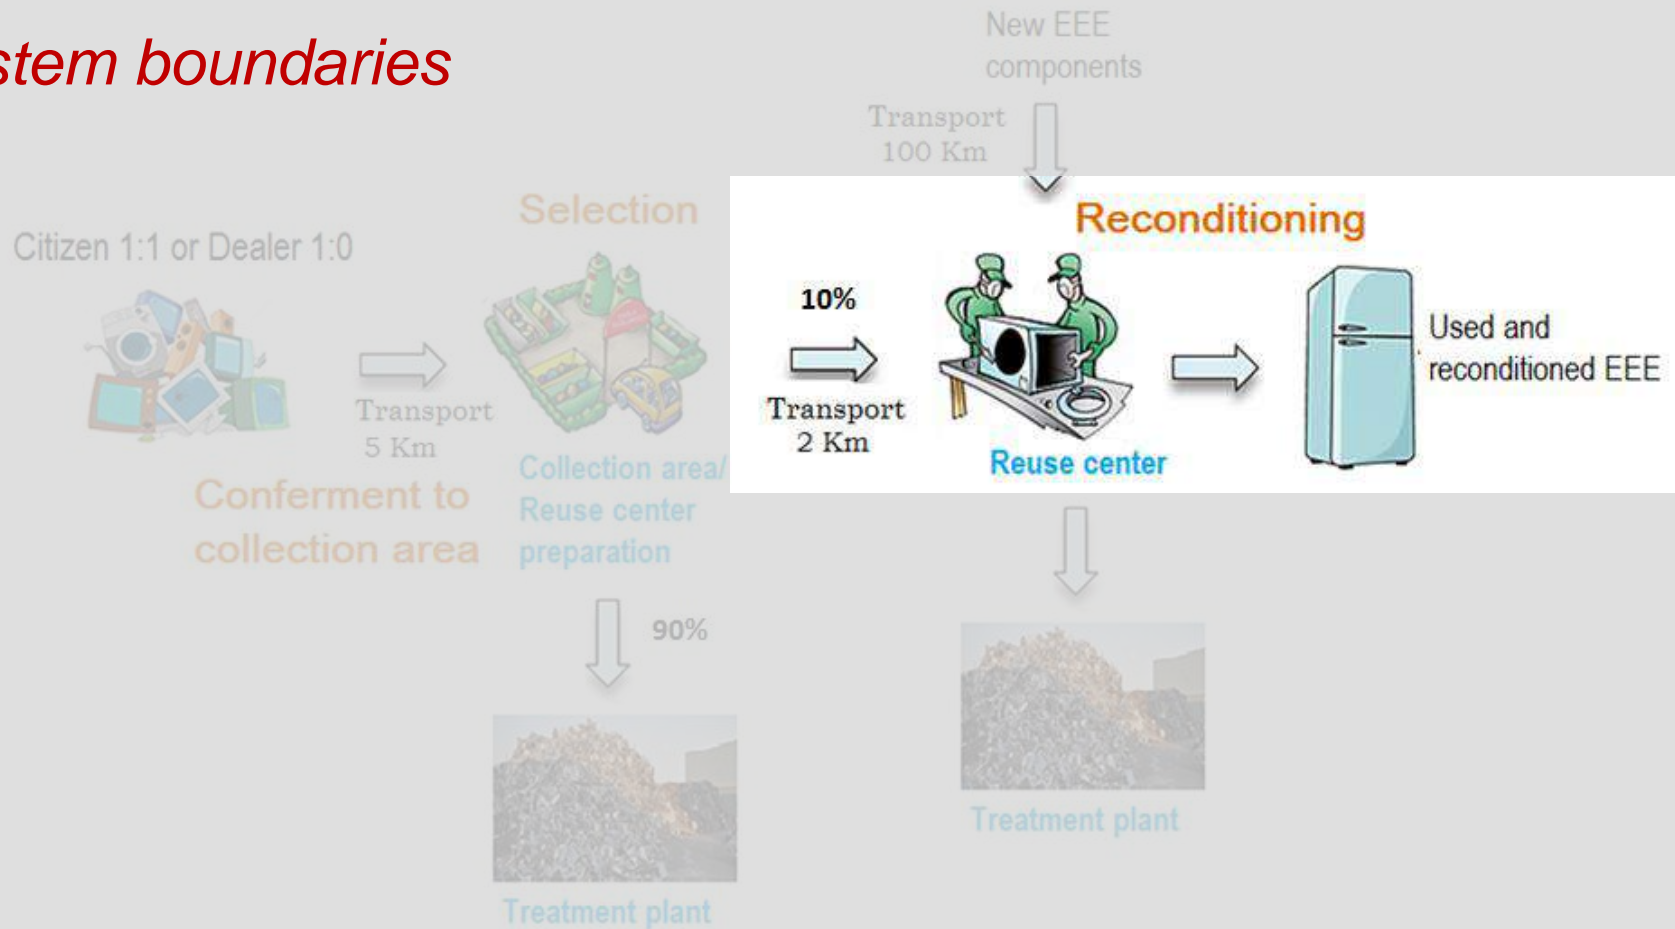 stem boundaries
New EEE
components
Transport
100 Km
Citizen 1:1 or Dealer 1:0
Transport
5 Km
Conferment to
collection area
Selection
Collection area/
Reuse center
preparation
90%
Treatment plant
10%
Transport
2 Km
Reconditioning
Reuse center
Used and
reconditioned EEE
Treatment plant